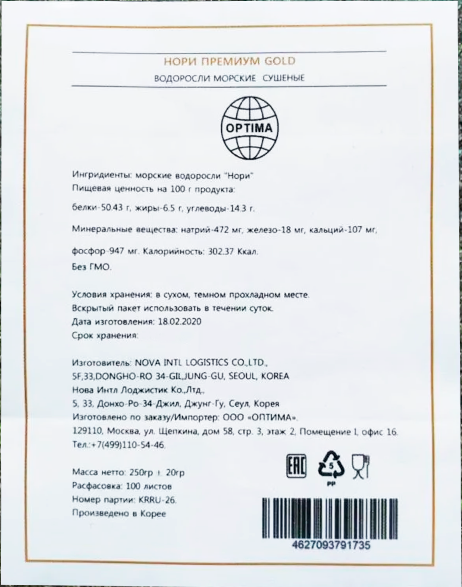 НОРИ ПРЕМИУМ GOLD
ВОДОРОСЛИ МОРСКИЕ СУШЕНЫЕ
OPTIMA
Ингридиенты: морские водоросли "Нори"
Пищевая ценность на 100 г продукта:
белки-50.43 г, жиры-6.5 г, углеводы-14.3 г.
Минеральные вещества: натрий-472 мг, железо-18 мг, кальций-107 мг,
фосфор-947 мг. Калорийность: 302.37 Ккал.
Без ГМО.
Условия хранения: в сухом, темном прохладном месте.
Вскрытый пакет использовать в течении суток.
Дата изготовления: 18.02.2020
Срок хранения:
Изготовитель: NOVA INTL LOGISTICS CO.,LTD.,
5F,33,DONGHO-RO 34-GIL,JUNG-GU, SEOUL, KOREA
Нова Интл Лоджистик Ко.,Лтд.,
5, 33, Донхо-Ро-34-Джил, Джунг-Гу, Сеул, Корея
Изготовлено по заказу/Импортер: ООО «ОПТИМА».
129110, Москва, ул. Щепкина, дом 58, стр. 3, этаж 2, Помещение I, офис 16.
Тел.:+7(499)110-54-46.
EAC
5
PP
Масса нетто: 250гр ± 20гр
Расфасовка: 100 листов
Номер партии: KRRU-26.
Произведено в Корее
4627093791735